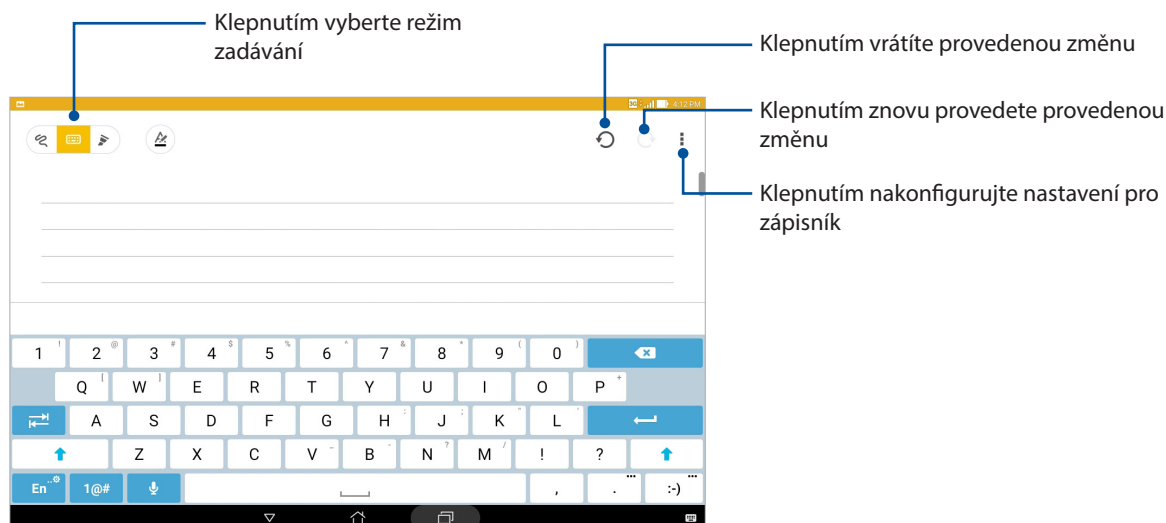 Klepnutím vyberte režim
zadávání
Klepnutím vrátíte provedenou změnu
Klepnutím znovu provedete provedenou
změnu
Klepnutím nakonfigurujte nastavení pro
zápisník
3G 4:12 PM
1 ! 2 @ 3 # 4 $ 5 % 6 ^ 7 & 8 * 9 ( 0 )
Q [ W ] E R T Y U I O P +
A S D F G H : J ; K " L '
Z X C V - B - N ? M / ! ?
En 1@# , . :-)